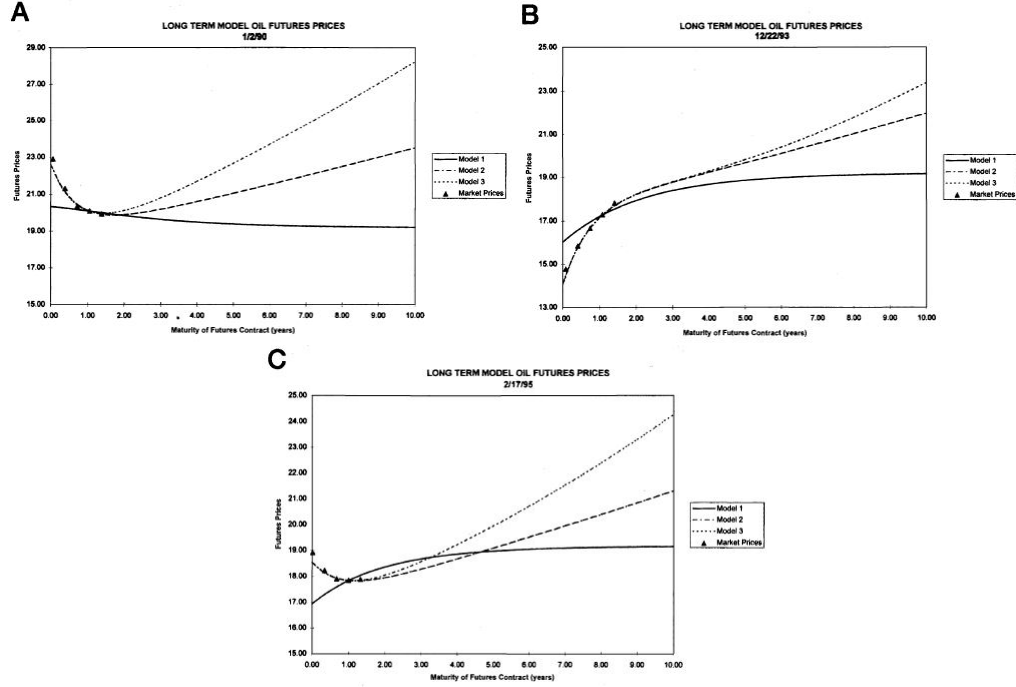 A
LONG TERM MODEL OIL FUTURES PRICES
1/2/90
29.00
27.00
25.00
23.00
21.00
19.00
17.00
15.00
Futures Prices
0.00 1.00 2.00 3.00 4.00 5.00 6.00 7.00 8.00 9.00 10.00
Maturity of Futures Contract (years)
Model 1
Model 2
Model 3
Market Prices
B
LONG TERM MODEL OIL FUTURES PRICES
12/22/93
25.00
23.00
21.00
19.00
17.00
15.00
13.00
Futures Prices
0.00 1.00 2.00 3.00 4.00 5.00 6.00 7.00 8.00 9.00 10.00
Maturity of Futures Contract (years)
Model 1
Model 2
Model 3
Market Prices
C
LONG TERM MODEL OIL FUTURES PRICES
2/17/95
25.00
24.00
23.00
22.00
21.00
20.00
19.00
18.00
17.00
16.00
15.00
Futures Prices
0.00 1.00 2.00 3.00 4.00 5.00 6.00 7.00 8.00 9.00 10.00
Maturity of Futures Contract (years)
Model 1
Model 2
Model 3
Market Prices